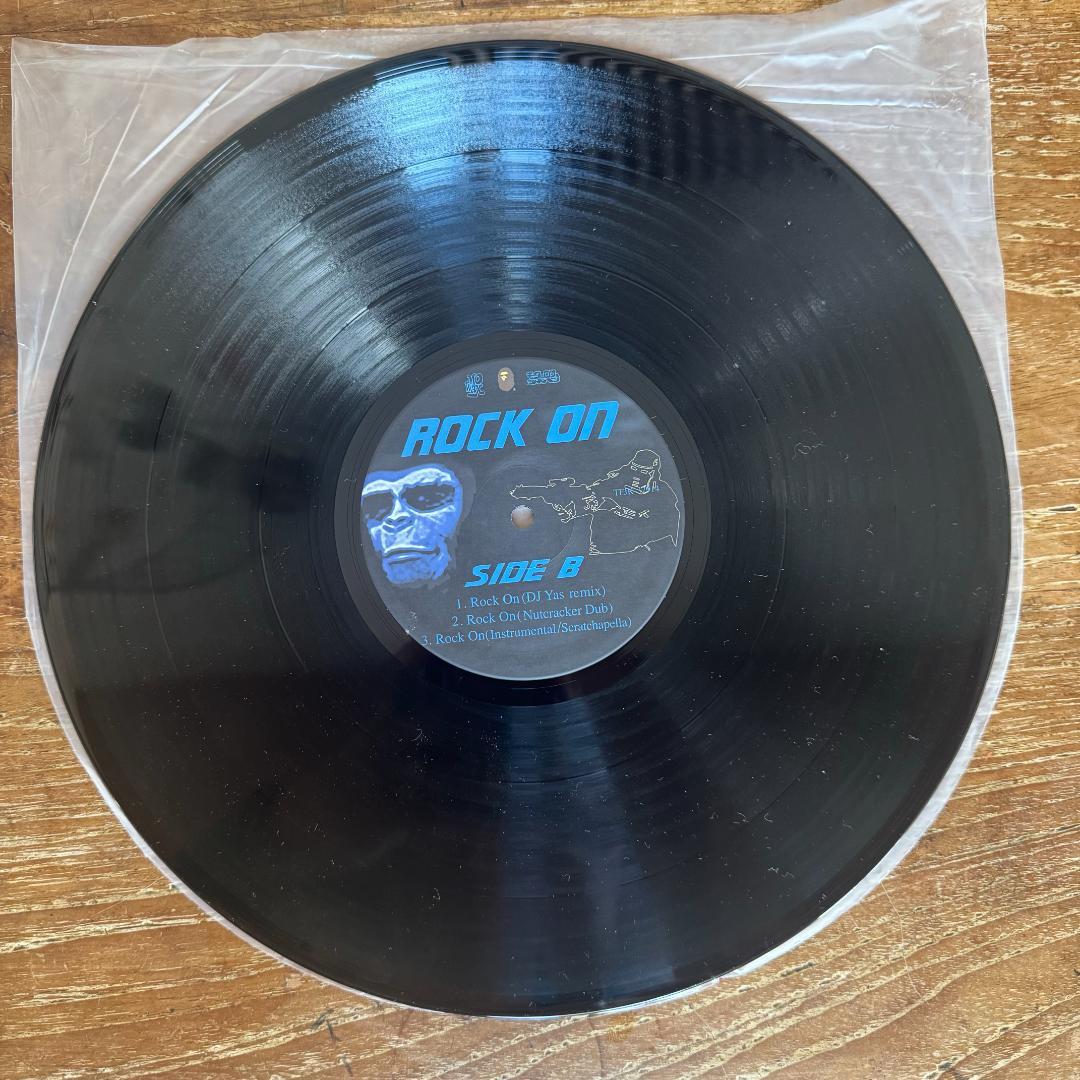 ROCK ON
SIDE B
1. Rock On(DJ Yas remix)
2. Rock On(Nutcracker Dub)
3. Rock On(Instrumental/Scratchapella)